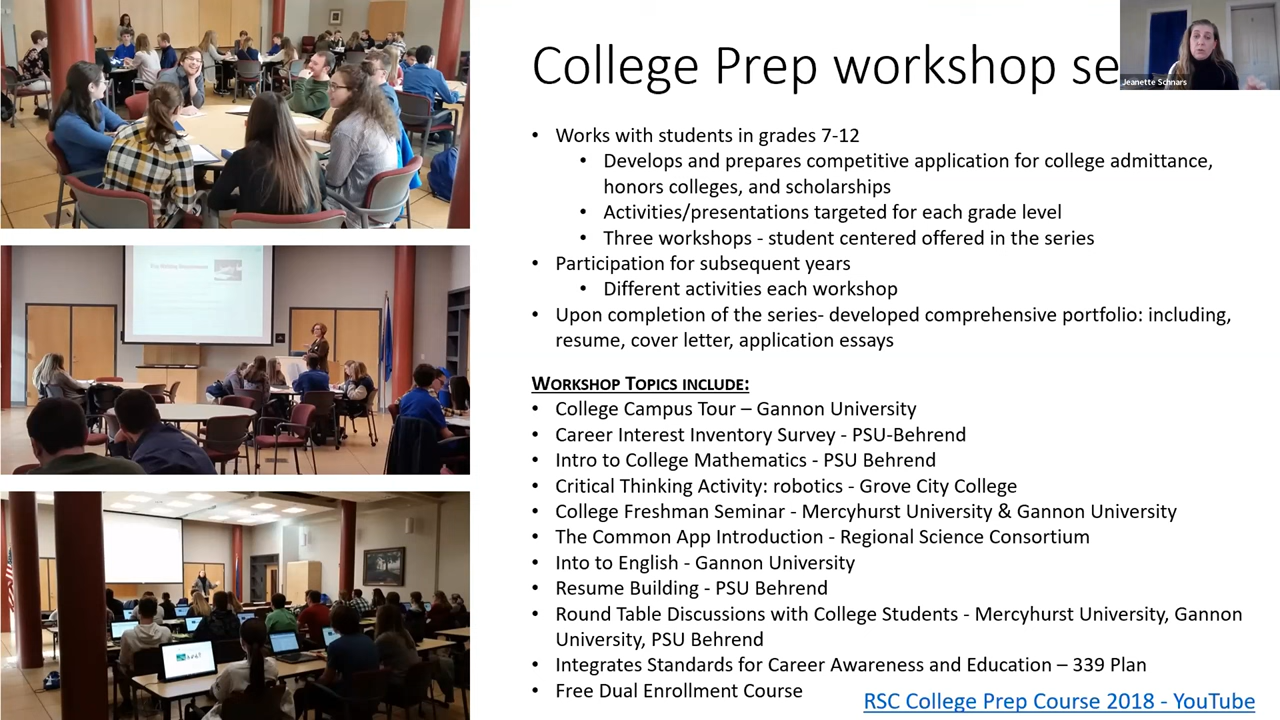 College Prep workshop se
Jeanette Schnars
• Works with students in grades 7-12
• Develops and prepares competitive application for college admittance,
honors colleges, and scholarships
• Activities/presentations targeted for each grade level
• Three workshops - student centered offered in the series
• Participation for subsequent years
• Different activities each workshop
• Upon completion of the series- developed comprehensive portfolio: including,
resume, cover letter, application essays
WORKSHOP TOPICS INCLUDE:
• College Campus Tour – Gannon University
• Career Interest Inventory Survey - PSU-Behrend
• Intro to College Mathematics - PSU Behrend
• Critical Thinking Activity: robotics - Grove City College
• College Freshman Seminar - Mercyhurst University & Gannon University
• The Common App Introduction - Regional Science Consortium
• Into to English - Gannon University
• Resume Building - PSU Behrend
• Round Table Discussions with College Students - Mercyhurst University, Gannon
University, PSU Behrend
• Integrates Standards for Career Awareness and Education – 339 Plan
• Free Dual Enrollment Course
RSC College Prep Course 2018 - YouTube